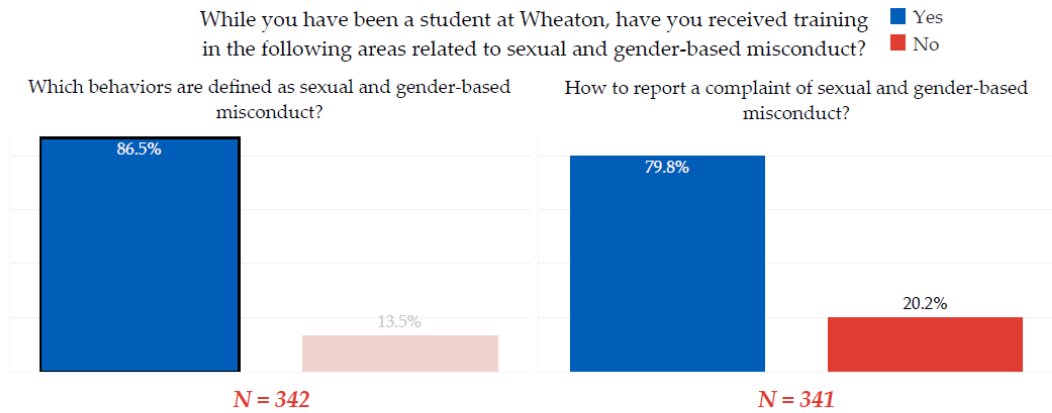 While you have been a student at Wheaton, have you received training
in the following areas related to sexual and gender-based misconduct?
Yes
No
Which behaviors are defined as sexual and gender-based
misconduct?
86.5%
13.5%
N = 342
How to report a complaint of sexual and gender-based
misconduct?
79.8%
20.2%
N = 341